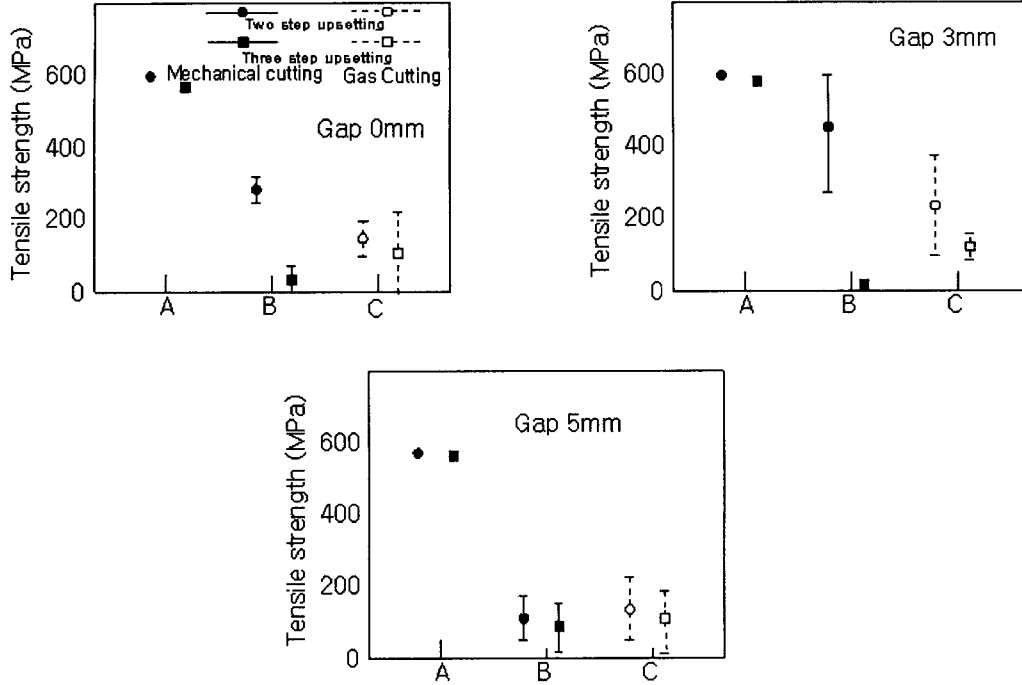 Two step upsetting
Three step upsetting
Mechanical cutting Gas Cutting
Gap 0mm
Tensile strength (MPa)
600
400
200
0
A B C
Gap 3mm
Tensile strength (MPa)
600
400
200
0
A B C
Gap 5mm
Tensile strength (MPa)
600
400
200
0
A B C